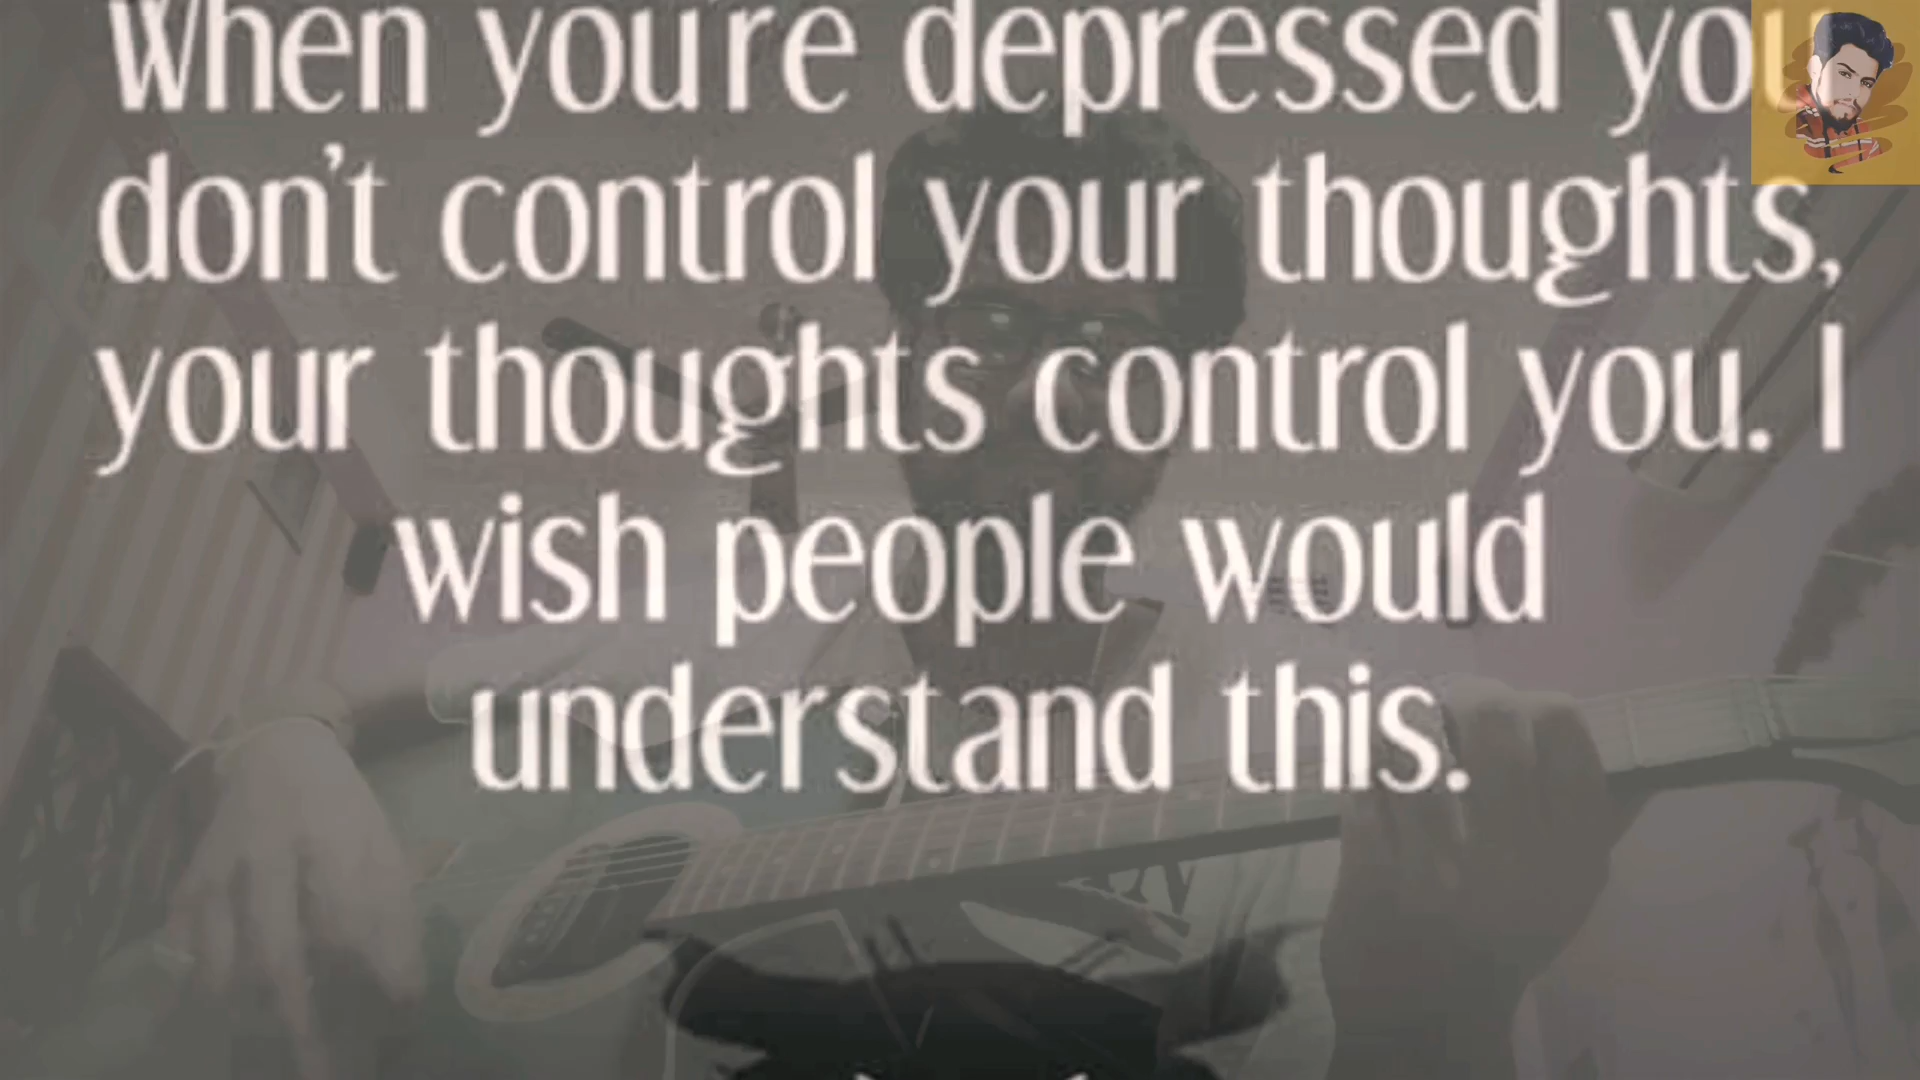 When you're depressed you
don't control your thoughts,
your thoughts control you. I
wish people would
understand this.